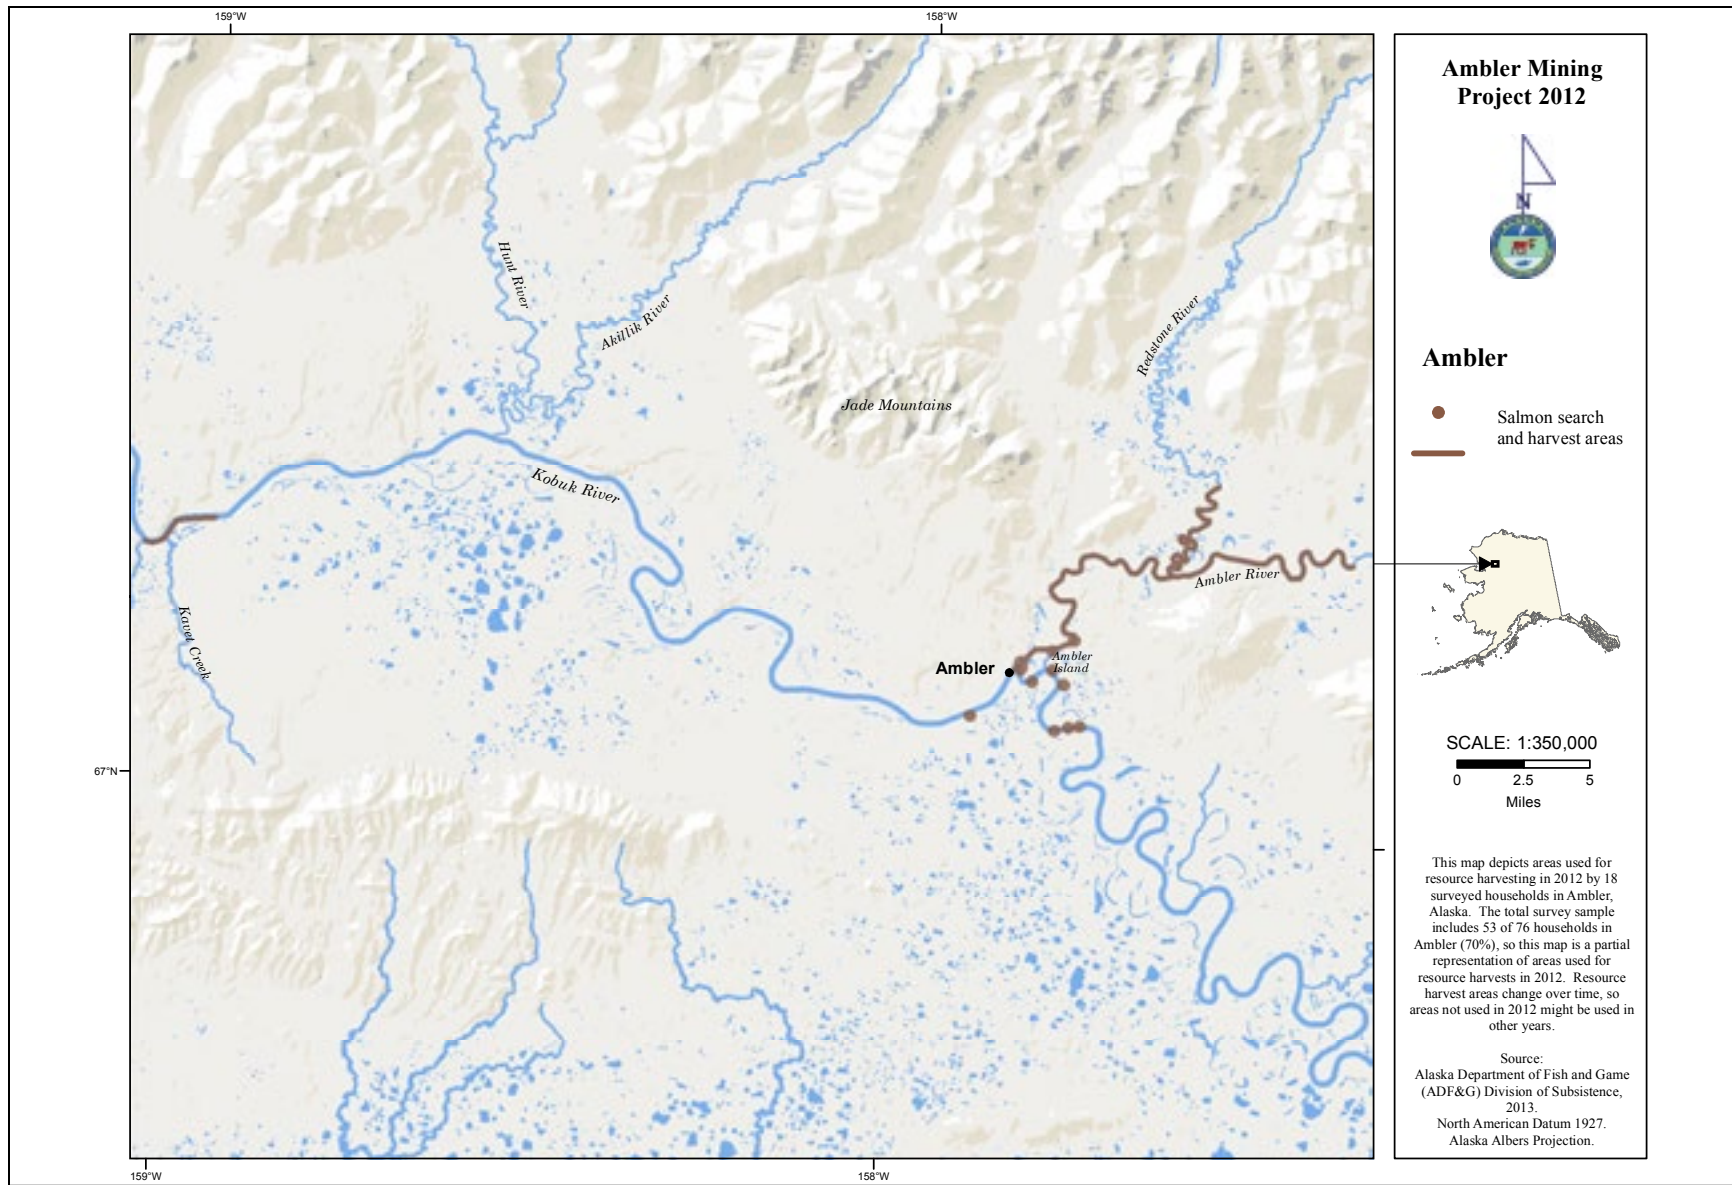 159°W
158°W
Hunt River
Akillik River
Redstone River
Jade Mountains
Kobuk River
Ambler River
Kavet Creek
Ambler
Ambler
Island
67°N
159°W
158°W
Ambler Mining
Project 2012
N
Ambler
Salmon search
and harvest areas
SCALE: 1:350,000
0 2.5 5
Miles
This map depicts areas used for
resource harvesting in 2012 by 18
surveyed households in Ambler,
Alaska. The total survey sample
includes 53 of 76 households in
Ambler (70%), so this map is a partial
representation of areas used for
resource harvests in 2012. Resource
harvest areas change over time, so
areas not used in 2012 might be used in
other years.
Source:
Alaska Department of Fish and Game
(ADF&G) Division of Subsistence,
2013.
North American Datum 1927.
Alaska Albers Projection.